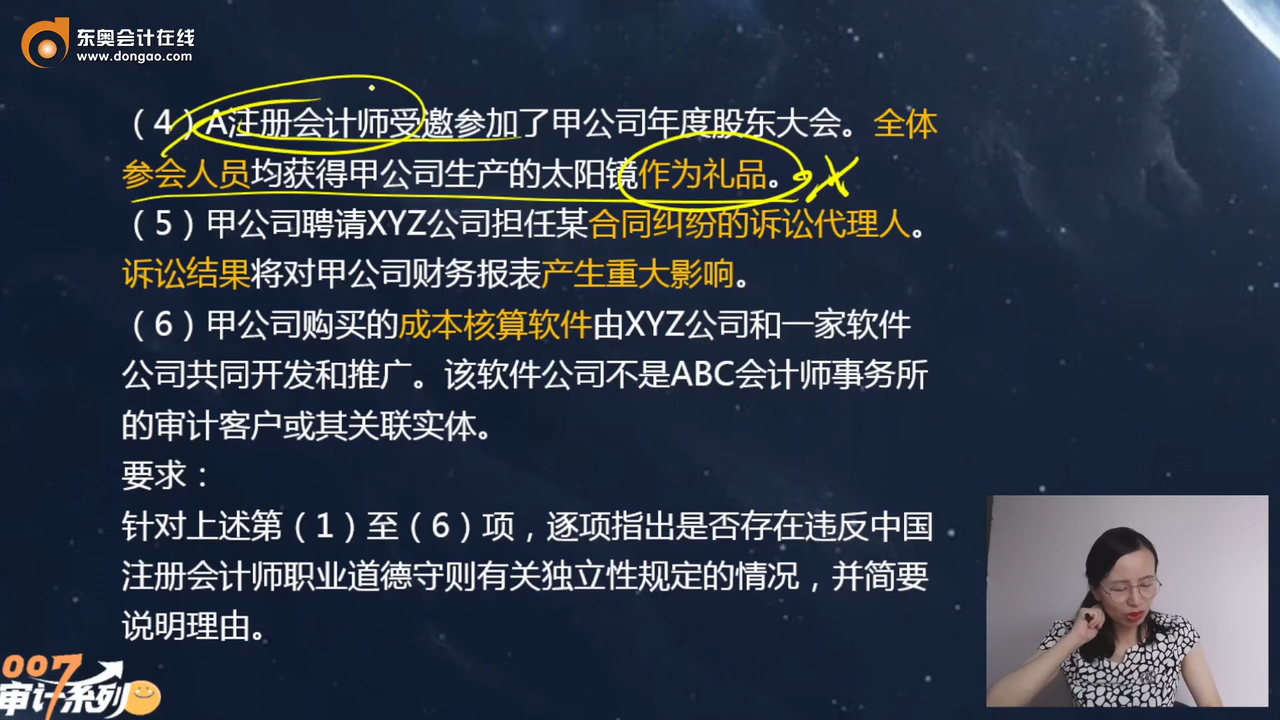 东奥会计在线
www.dongao.com
（4）A注册会计师受邀参加了甲公司年度股东大会。全体
参会人员均获得甲公司生产的太阳镜作为礼品。
（5）甲公司聘请XYZ公司担任某合同纠纷的诉讼代理人。
诉讼结果将对甲公司财务报表产生重大影响。
（6）甲公司购买的成本核算软件由XYZ公司和一家软件
公司共同开发和推广。该软件公司不是ABC会计师事务所
的审计客户或其关联实体。
要求：
针对上述第（1）至（6）项，逐项指出是否存在违反中国
注册会计师职业道德守则有关独立性规定的情况，并简要
说明理由。
007
审计系列